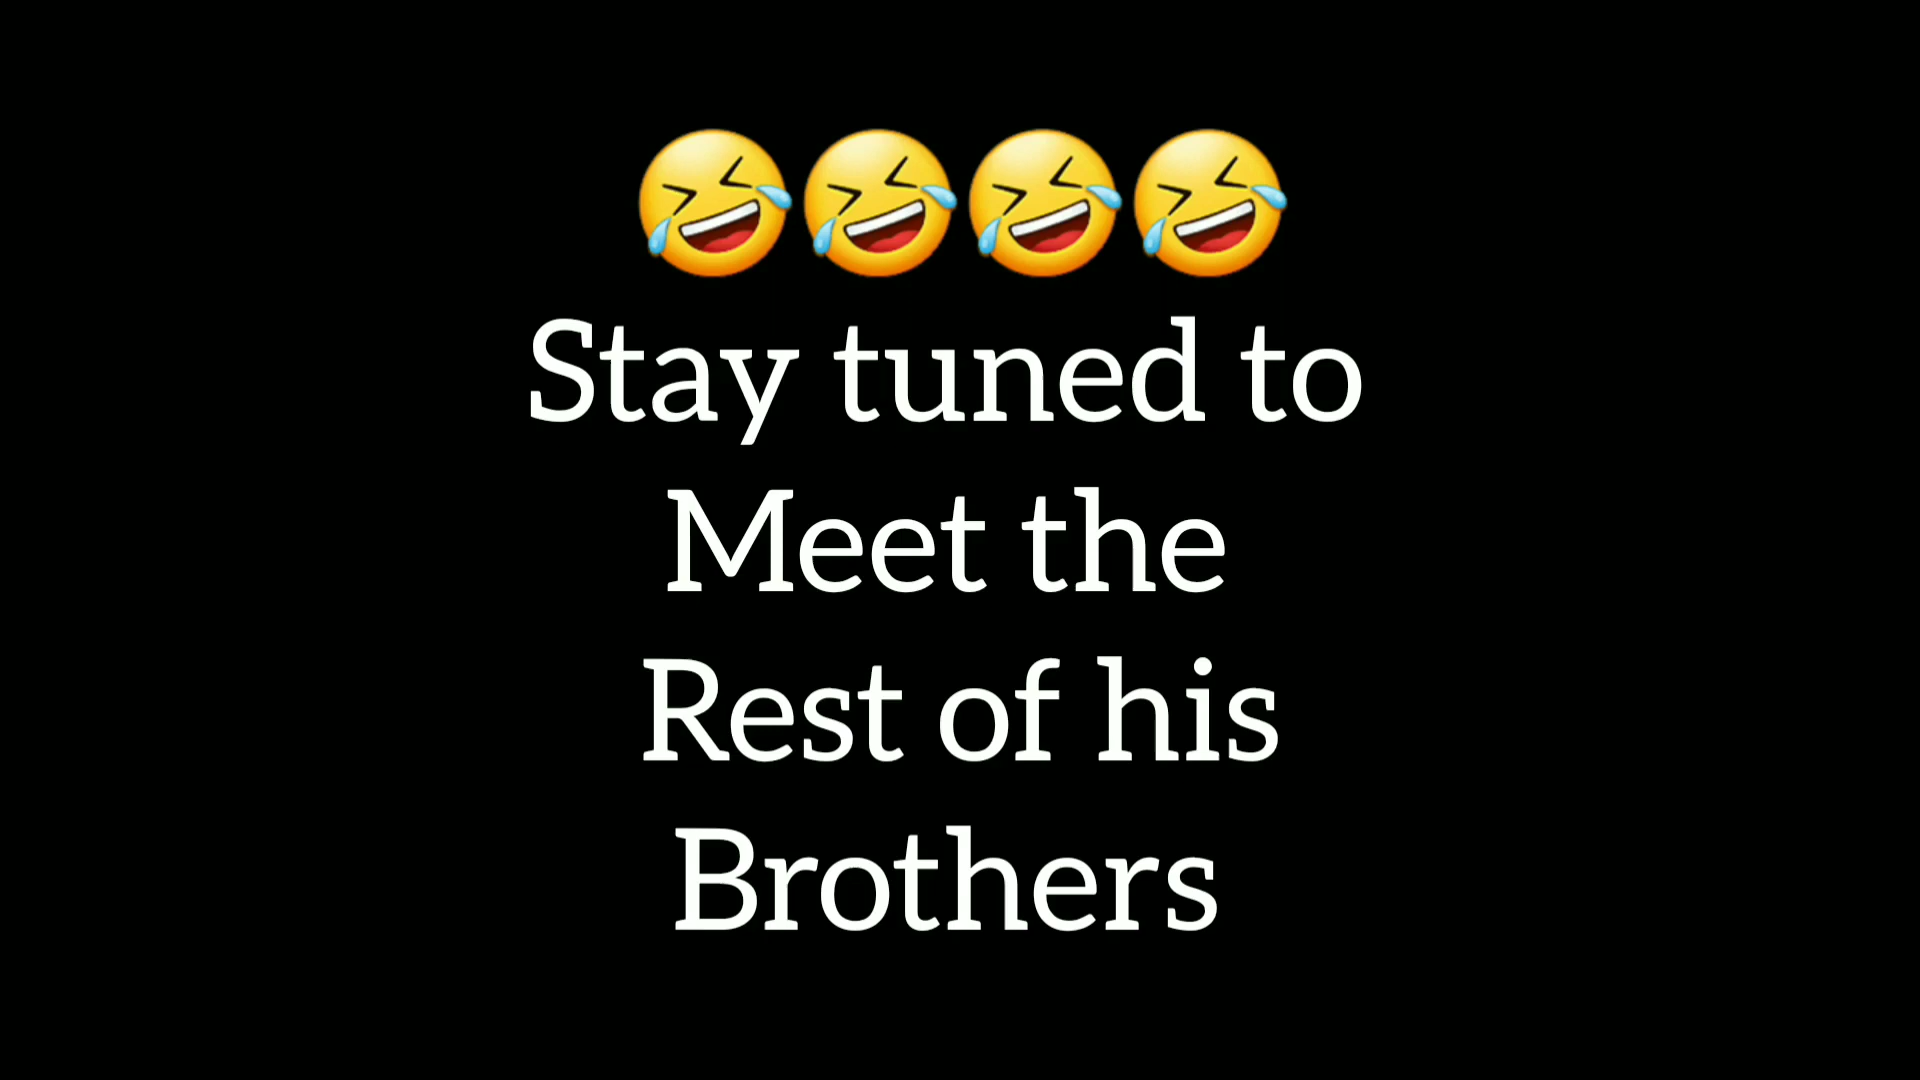 🤣🤣🤣🤣
Stay tuned to
Meet the
Rest of his
Brothers